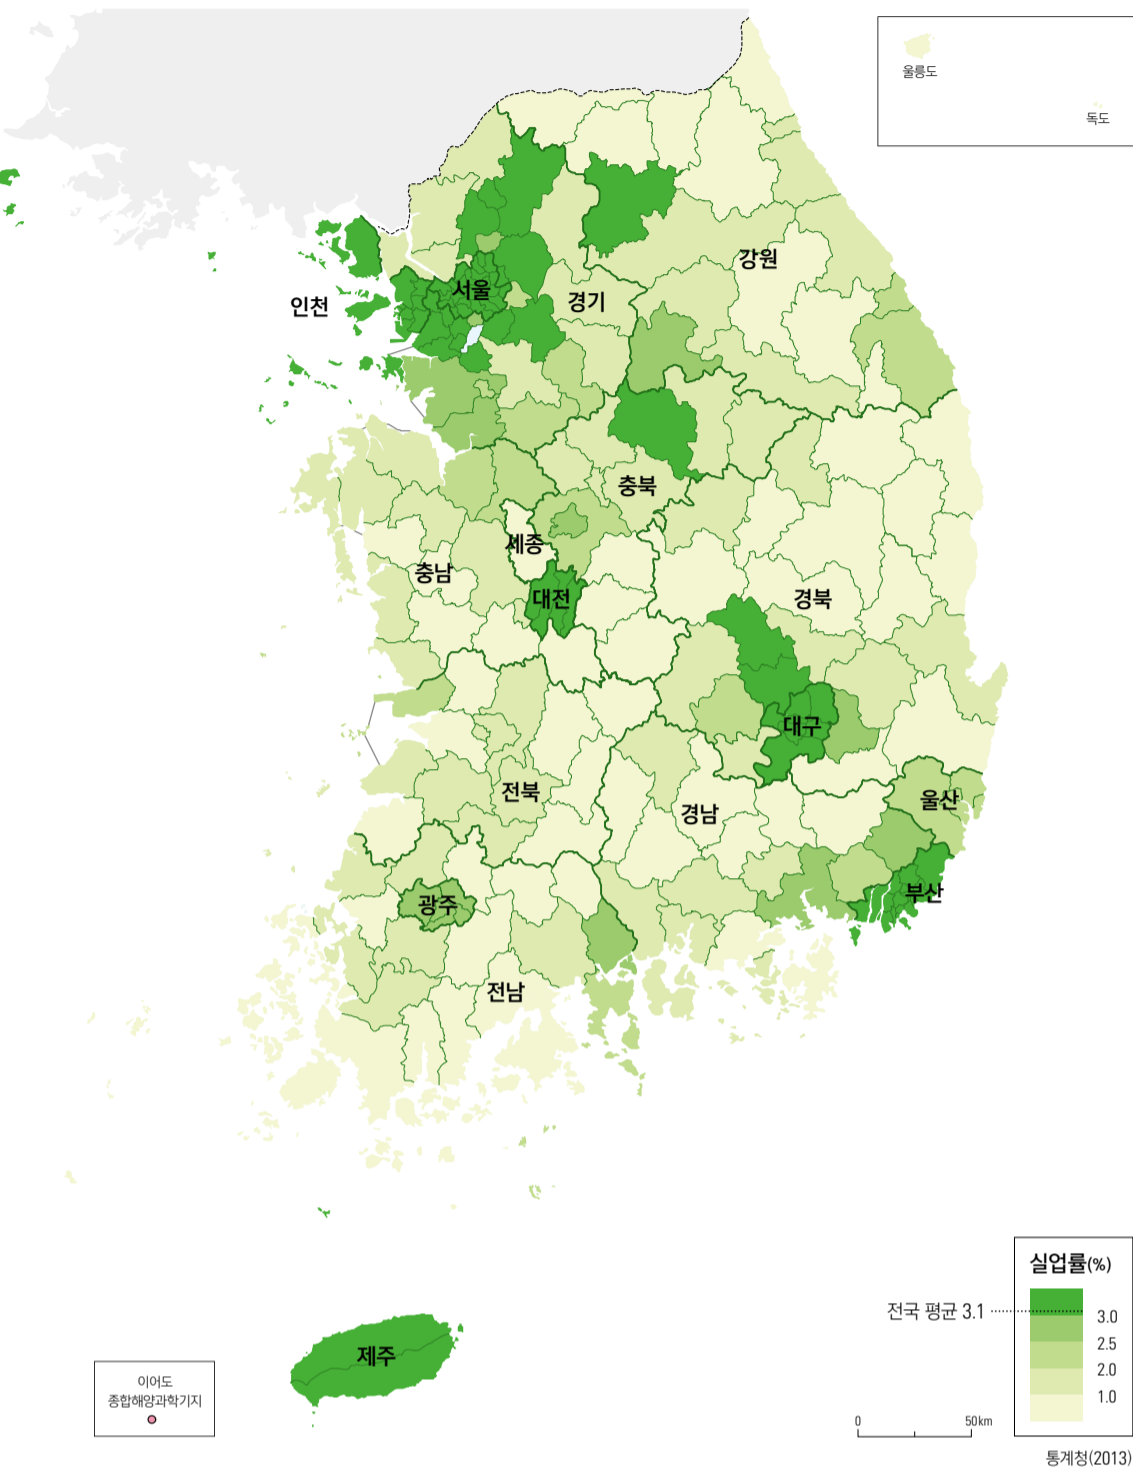 울릉도
독도
강원
서울
경기
인천
충북
세종
충남
대전
경북
대구
전북
경남
울산
광주
부산
전남
제주
이어도
종합해양과학기지
실업률(%)
전국 평균 3.1
3.0
2.5
2.0
1.0
0 50km
통계청(2013)